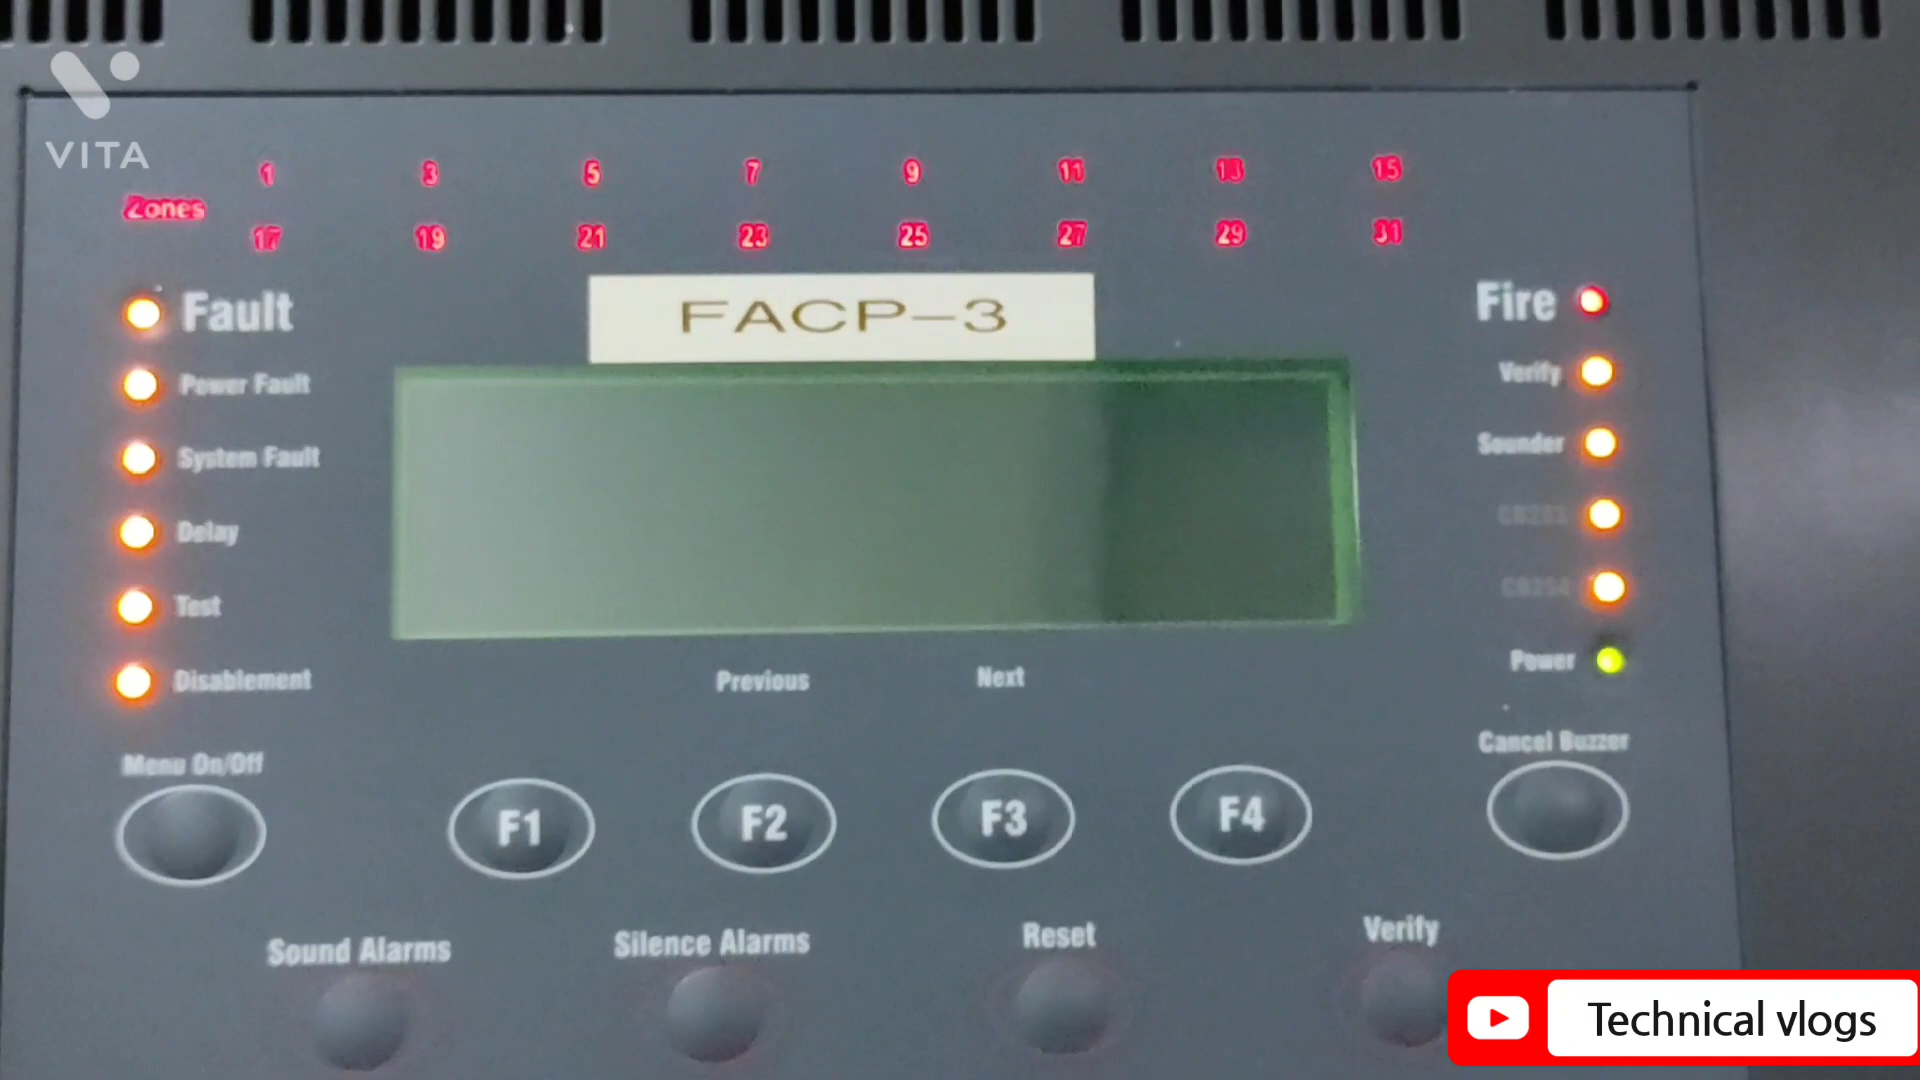 VITA
1 3 5 7 9 11 13 15
Zones
17 19 21 23 25 27 29 31
Fault
FACP-3
Fire
Power Fault
Verify
System Fault
Sounder
Delay
Test
Disablement
Previous
Next
Power
Menu On/Off
Cancel Buzzer
F1 F2 F3 F4
Sound Alarms
Silence Alarms
Reset
Verify
Technical vlogs